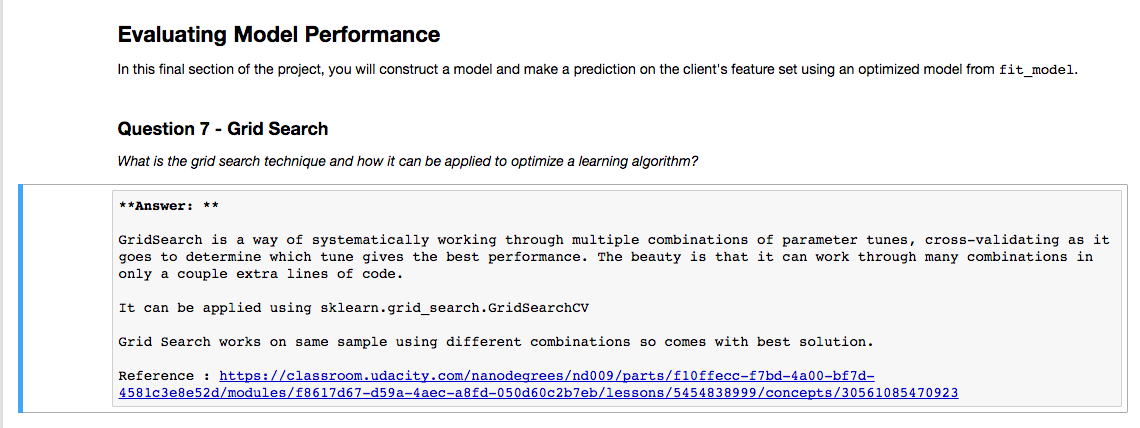 Evaluating Model Performance
In this final section of the project, you will construct a model and make a prediction on the client's feature set using an optimized model from fit_model.
Question 7 - Grid Search
What is the grid search technique and how it can be applied to optimize a learning algorithm?
**Answer: **
GridSearch is a way of systematically working through multiple combinations of parameter tunes, cross-validating as it
goes to determine which tune gives the best performance. The beauty is that it can work through many combinations in
only a couple extra lines of code.
It can be applied using sklearn.grid_search.GridSearchCV
Grid Search works on same sample using different combinations so comes with best solution.
Reference : https://classroom.udacity.com/nanodegrees/nd009/parts/f10ffecc-f7bd-4a00-bf7d-
4581c3e8e52d/modules/f8617d67-d59a-4aec-a8fd-050d60c2b7eb/lessons/5454838999/concepts/30561085470923